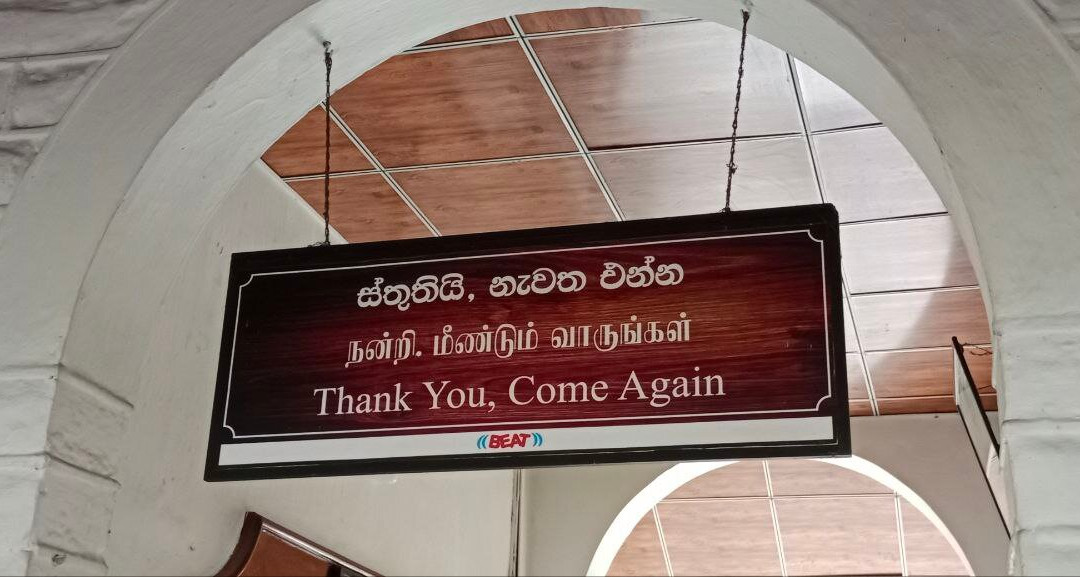 ස්තූතියි, නැවත එන්න
நன்றி. மீண்டும் வாருங்கள்
Thank You, Come Again
BEAT